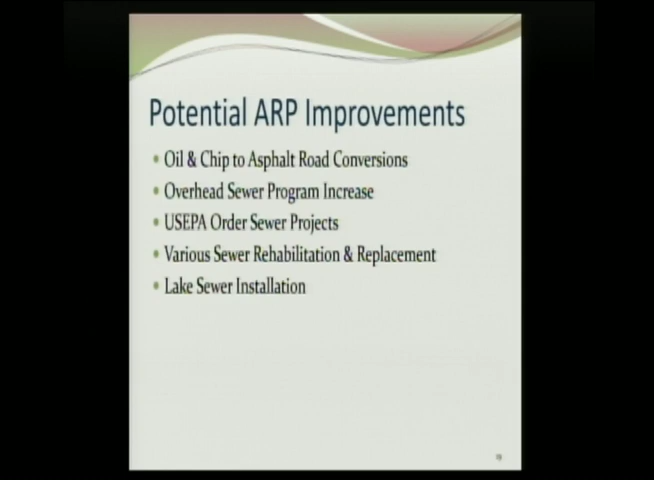 Potential ARP Improvements
• Oil & Chip to Asphalt Road Conversions
• Overhead Sewer Program Increase
• USEPA Order Sewer Projects
• Various Sewer Rehabilitation & Replacement
• Lake Sewer Installation